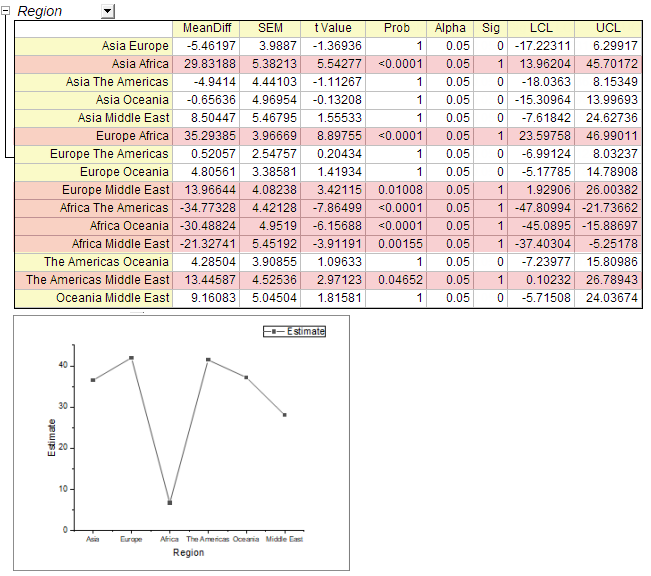 Region
MeanDiff SEM t Value Prob Alpha Sig LCL UCL
Asia Europe -5.46197 3.9887 -1.36936 1 0.05 0 -17.22311 6.29917
Asia Africa 29.83188 5.38213 5.54277 <0.0001 0.05 1 13.96204 45.70172
Asia The Americas -4.9414 4.44103 -1.11267 1 0.05 0 -18.0363 8.15349
Asia Oceania -0.65636 4.96954 -0.13208 1 0.05 0 -15.30964 13.99693
Asia Middle East 8.50447 5.46795 1.55533 1 0.05 0 -7.61842 24.62736
Europe Africa 35.29385 3.96669 8.89755 <0.0001 0.05 1 23.59758 46.99011
Europe The Americas 0.52057 2.54757 0.20434 1 0.05 0 -6.99124 8.03237
Europe Oceania 4.80561 3.38581 1.41934 1 0.05 0 -5.17785 14.78908
Europe Middle East 13.96644 4.08238 3.42115 0.01008 0.05 1 1.92906 26.00382
Africa The Americas -34.77328 4.42128 -7.86499 <0.0001 0.05 1 -47.80994 -21.73662
Africa Oceania -30.48824 4.9519 -6.15688 <0.0001 0.05 1 -45.0895 -15.88697
Africa Middle East -21.32741 5.45192 -3.91191 0.00155 0.05 1 -37.40304 -5.25178
The Americas Oceania 4.28504 3.90855 1.09633 1 0.05 0 -7.23977 15.80986
The Americas Middle East 13.44587 4.52536 2.97123 0.04652 0.05 1 0.10232 26.78943
Oceania Middle East 9.16083 5.04504 1.81581 1 0.05 0 -5.71508 24.03674
Estimate
40
30
20
10
0
Estimate
Asia Europe Africa The Americas Oceania Middle East
Region